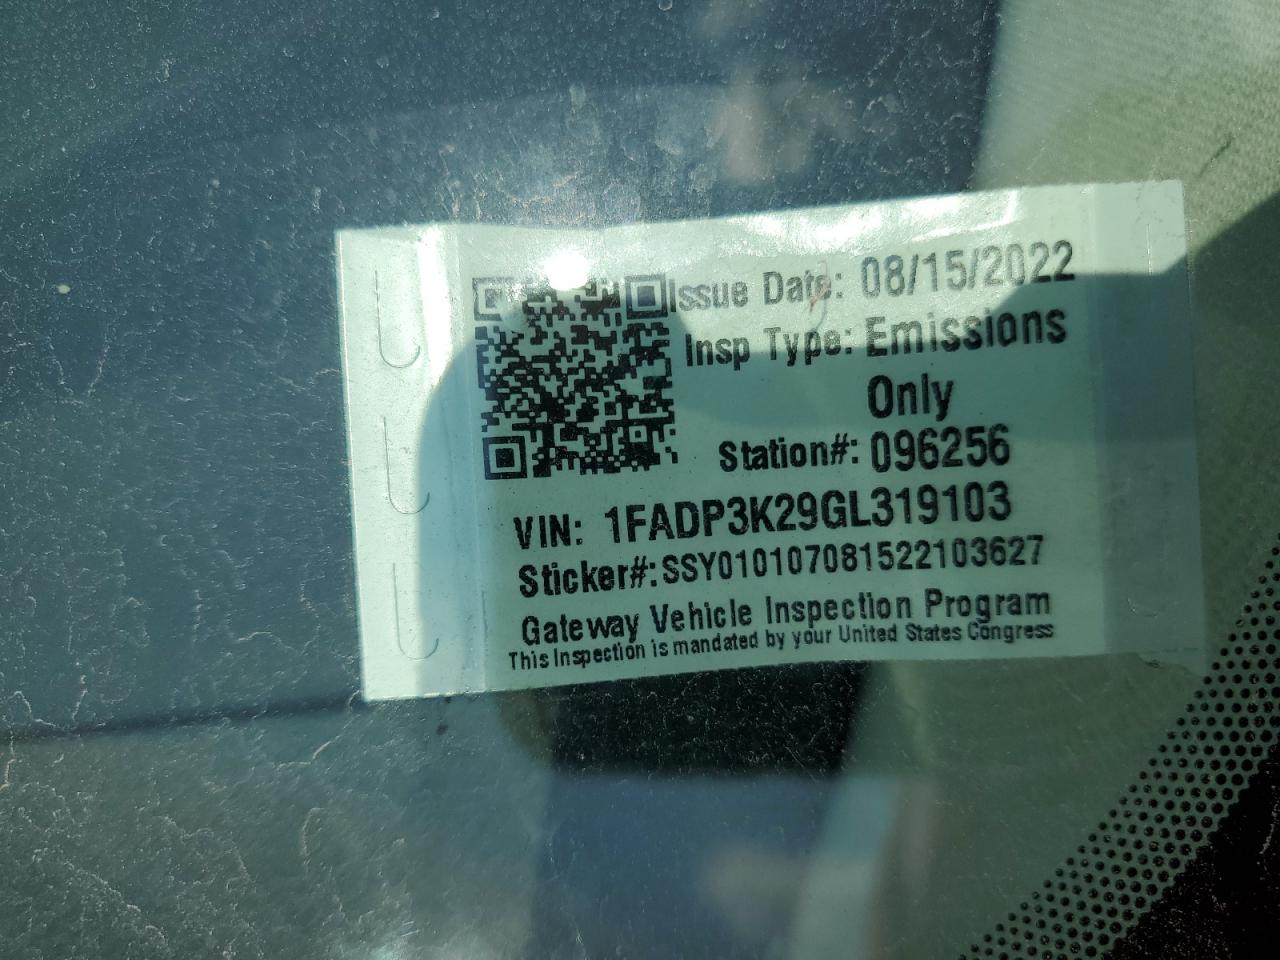 Issue Date: 08/15/2022
Insp Type: Emissions
Only
Station#: 096256
VIN: 1FADP3K29GL319103
Sticker#: SSY010107081522103627
Gateway Vehicle Inspection Program
This Inspection is mandated by your United States Congress